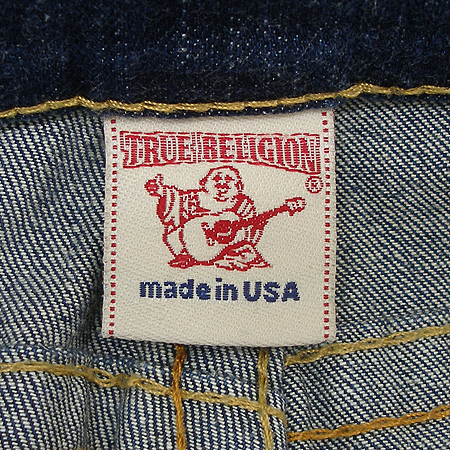 TRUE RELIGION
®
made in USA